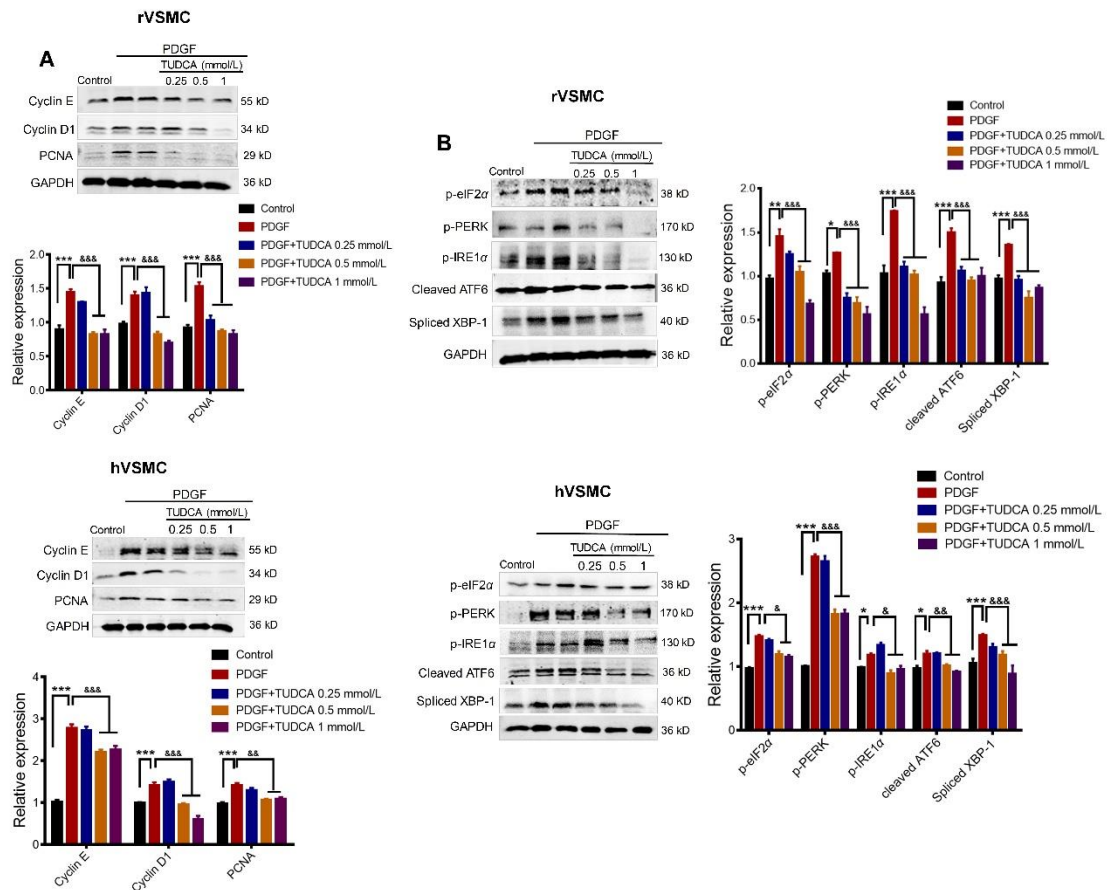 rVSMC
A
PDGF
TUDCA (mmol/L)
Control 0.25 0.5 1
Cyclin E 55 kD
Cyclin D1 34 kD
PCNA 29 kD
GAPDH 36 kD
Control
PDGF
PDGF+TUDCA 0.25 mmol/L
PDGF+TUDCA 0.5 mmol/L
PDGF+TUDCA 1 mmol/L
Relative expression
2.0
1.5
1.0
0.5
0.0
*** &&& *** &&& *** &&&
Cyclin E Cyclin D1 PCNA
rVSMC
B
PDGF
TUDCA (mmol/L)
Control 0.25 0.5 1
p-eIF2α 38 kD
p-PERK 170 kD
p-IRE1α 130 kD
Cleaved ATF6 36 kD
Spliced XBP-1 40 kD
GAPDH 36 kD
Control
PDGF
PDGF+TUDCA 0.25 mmol/L
PDGF+TUDCA 0.5 mmol/L
PDGF+TUDCA 1 mmol/L
Relative expression
2.0
1.5
1.0
0.5
0.0
** &&& * &&& *** &&& *** &&& *** &&&
p-eIF2α p-PERK p-IRE1α cleaved ATF6 Spliced XBP-1
hVSMC
PDGF
TUDCA (mmol/L)
Control 0.25 0.5 1
Cyclin E 55 kD
Cyclin D1 34 kD
PCNA 29 kD
GAPDH 36 kD
Control
PDGF
PDGF+TUDCA 0.25 mmol/L
PDGF+TUDCA 0.5 mmol/L
PDGF+TUDCA 1 mmol/L
Relative expression
4
3
2
1
0
*** &&& *** &&& *** &&
Cyclin E Cyclin D1 PCNA
hVSMC
PDGF
TUDCA (mmol/L)
Control 0.25 0.5 1
p-eIF2α 38 kD
p-PERK 170 kD
p-IRE1α 130 kD
Cleaved ATF6 36 kD
Spliced XBP-1 40 kD
GAPDH 36 kD
Control
PDGF
PDGF+TUDCA 0.25 mmol/L
PDGF+TUDCA 0.5 mmol/L
PDGF+TUDCA 1 mmol/L
Relative expression
3
2
1
0
*** & *** &&& * & * && *** &&&
p-eIF2α p-PERK p-IRE1α cleaved ATF6 Spliced XBP-1